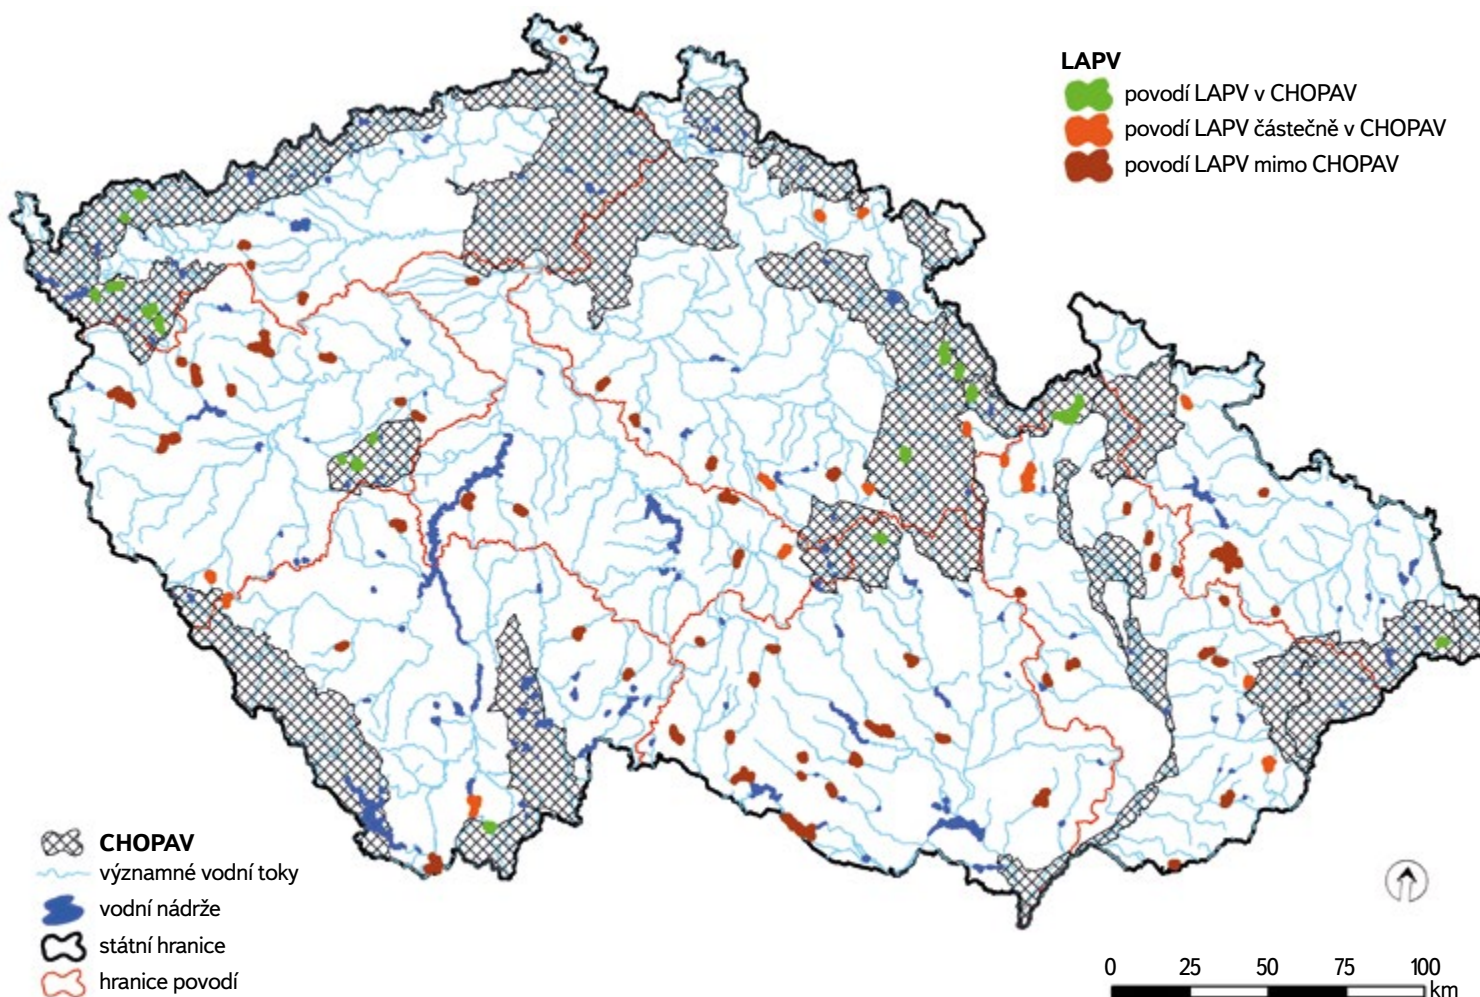 LAPV
povodí LAPV v CHOPAV
povodí LAPV částečně v CHOPAV
povodí LAPV mimo CHOPAV
CHOPAV
významné vodní toky
vodní nádrže
státní hranice
hranice povodí
0 25 50 75 100
km